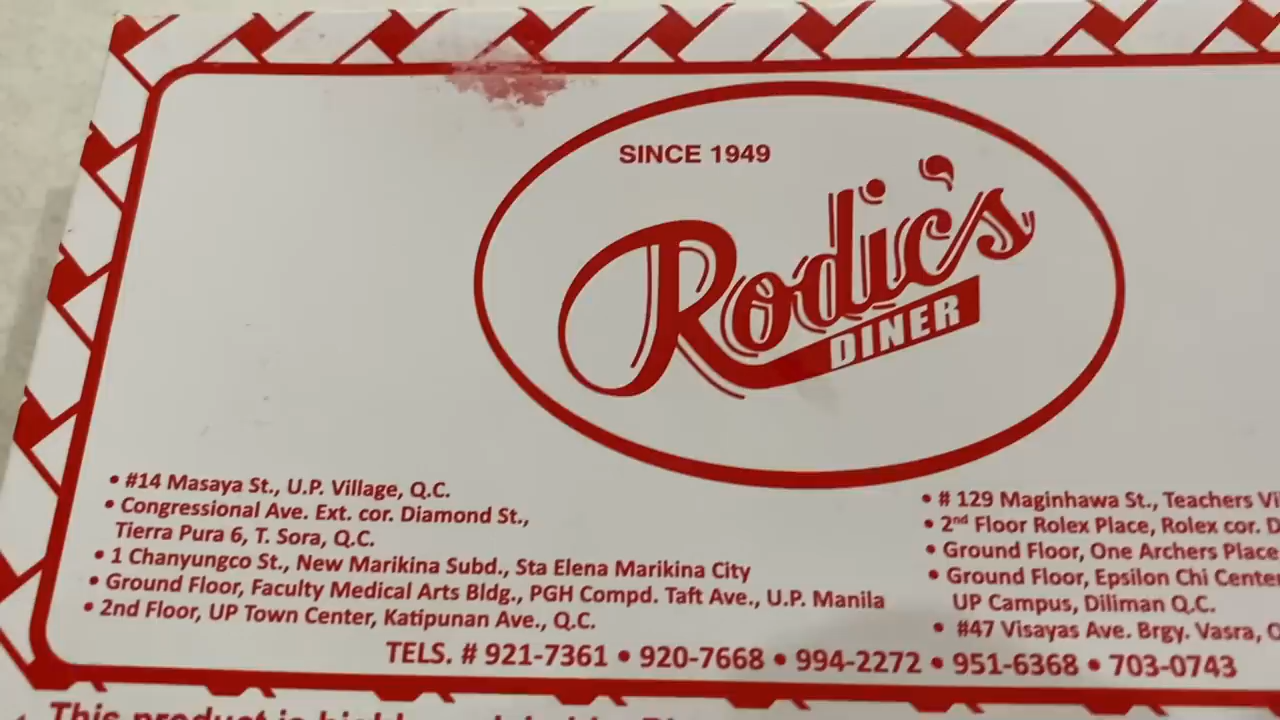 SINCE 1949
Rodic's
DINER
• #14 Masaya St., U.P. Village, Q.C.
• Congressional Ave. Ext. cor. Diamond St.,
Tierra Pura 6, T. Sora, Q.C.
• 1 Chanyungco St., New Marikina Subd., Sta Elena Marikina City
• Ground Floor, Faculty Medical Arts Bldg., PGH Compd. Taft Ave., U.P. Manila
• 2nd Floor, UP Town Center, Katipunan Ave., Q.C.
• # 129 Maginhawa St., Teachers
• 2nd Floor Rolex Place, Rolex cor.
• Ground Floor, One Archers Place
• Ground Floor, Epsilon Chi Center
UP Campus, Diliman Q.C.
• #47 Visayas Ave. Brgy. Vasra,
TELS. # 921-7361 • 920-7668 • 994-2272 • 951-6368 • 703-0743
This product is